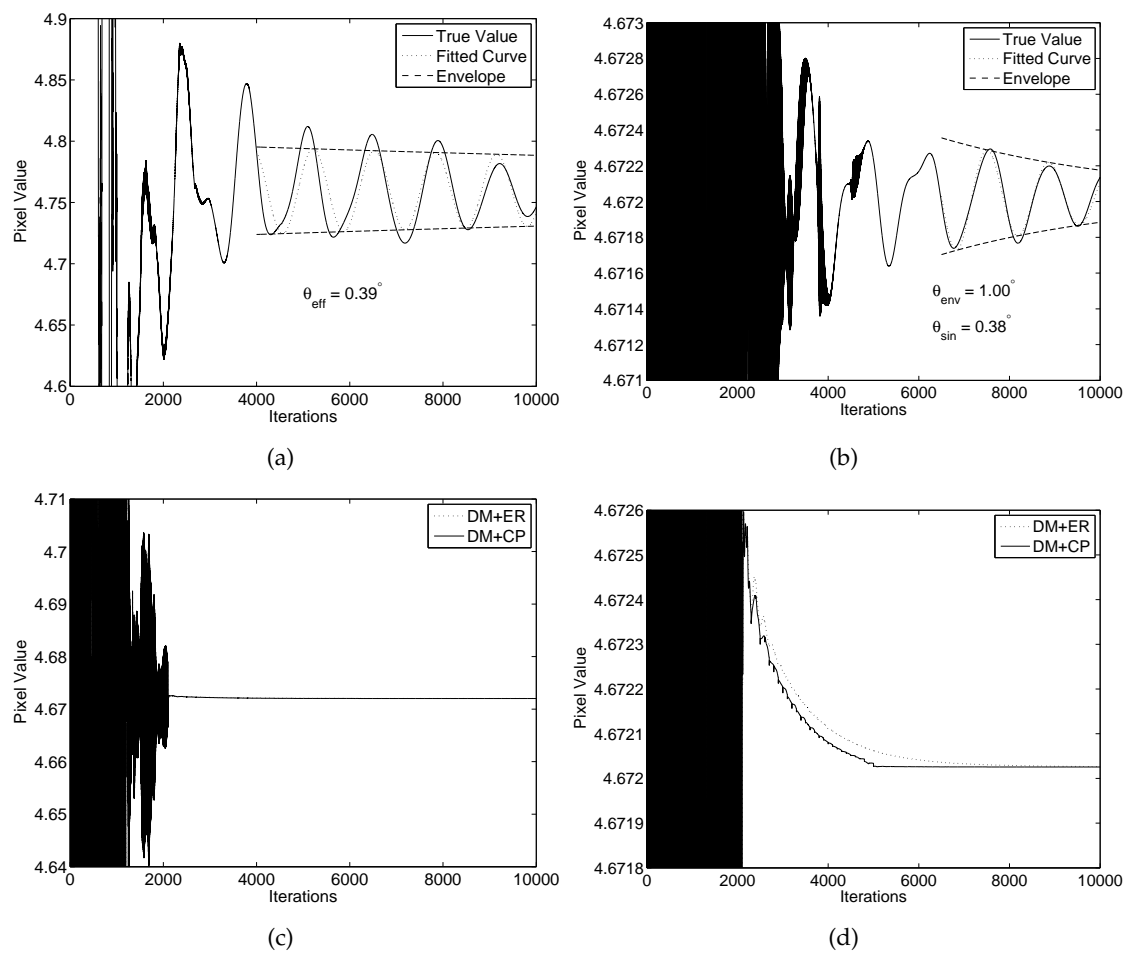 4.9
4.85
4.8
4.75
4.7
4.65
4.6
Pixel Value
0 2000 4000 6000 8000 10000
Iterations
True Value
Fitted Curve
Envelope
θeff = 0.39°
(a)
4.673
4.6728
4.6726
4.6724
4.6722
4.672
4.6718
4.6716
4.6714
4.6712
4.671
Pixel Value
0 2000 4000 6000 8000 10000
Iterations
True Value
Fitted Curve
Envelope
θenv = 1.00°
θsin = 0.38°
(b)
4.71
4.7
4.69
4.68
4.67
4.66
4.65
4.64
Pixel Value
0 2000 4000 6000 8000 10000
Iterations
DM+ER
DM+CP
(c)
4.6726
4.6725
4.6724
4.6723
4.6722
4.6721
4.672
4.6719
4.6718
Pixel Value
0 2000 4000 6000 8000 10000
Iterations
DM+ER
DM+CP
(d)